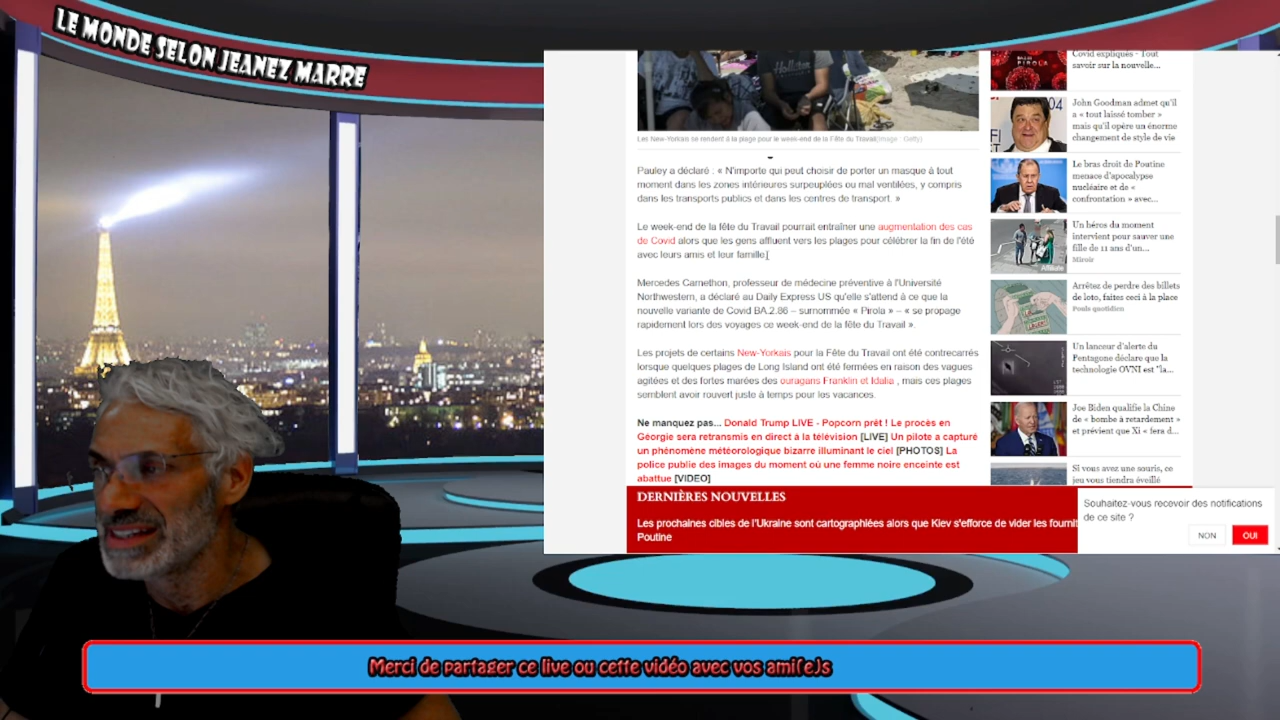 LE MONDE SELON JEANEZ MARRE
Les New-Yorkais se rendent à la plage pour le week-end de la Fête du Travail(Image : Getty)
Pauley a déclaré : « N'importe qui peut choisir de porter un masque à tout
moment dans les zones intérieures surpeuplées ou mal ventilées, y compris
dans les transports publics et dans les centres de transport. »
Le week-end de la fête du Travail pourrait entraîner une augmentation des cas
de Covid alors que les gens affluent vers les plages pour célébrer la fin de l'été
avec leurs amis et leur famille.
Mercedes Carnethon, professeur de médecine préventive à l'Université
Northwestern, a déclaré au Daily Express US qu'elle s'attend à ce que la
nouvelle variante de Covid BA.2.86 – surnommée « Pirola » – « se propage
rapidement lors des voyages ce week-end de la fête du Travail ».
Les projets de certains New-Yorkais pour la Fête du Travail ont été contrecarrés
lorsque quelques plages de Long Island ont été fermées en raison des vagues
agitées et des fortes marées des ouragans Franklin et Idalia , mais ces plages
semblent avoir rouvert juste à temps pour les vacances.
Ne manquez pas... Donald Trump LIVE - Popcorn prêt ! Le procès en
Géorgie sera retransmis en direct à la télévision [LIVE] Un pilote a capturé
un phénomène météorologique bizarre illuminant le ciel [PHOTOS] La
police publie des images du moment où une femme noire enceinte est
abattue [VIDEO]
DERNIÈRES NOUVELLES
Les prochaines cibles de l'Ukraine sont cartographiées alors que Kiev s'efforce de vider les fournit
Poutine
PIROLA
Covid expliqués - Tout
savoir sur la nouvelle...
John Goodman admet qu'il
a « tout laissé tomber »
mais qu'il opère un énorme
changement de style de vie
Le bras droit de Poutine
menace d'apocalypse
nucléaire et de «
confrontation » avec...
Un héros du moment
intervient pour sauver une
fille de 11 ans d'un...
Miroir
Arrêtez de perdre des billets
de loto, faites ceci à la place
Pouls quotidien
Un lanceur d'alerte du
Pentagone déclare que la
technologie OVNI est "la...
Joe Biden qualifie la Chine
de « bombe à retardement »
et prévient que Xi « fera d...
Si vous avez une souris, ce
jeu vous tiendra éveillé
Souhaitez-vous recevoir des notifications
de ce site ?
NON
OUI
Merci de partager ce live ou cette vidéo avec vos ami(e)s